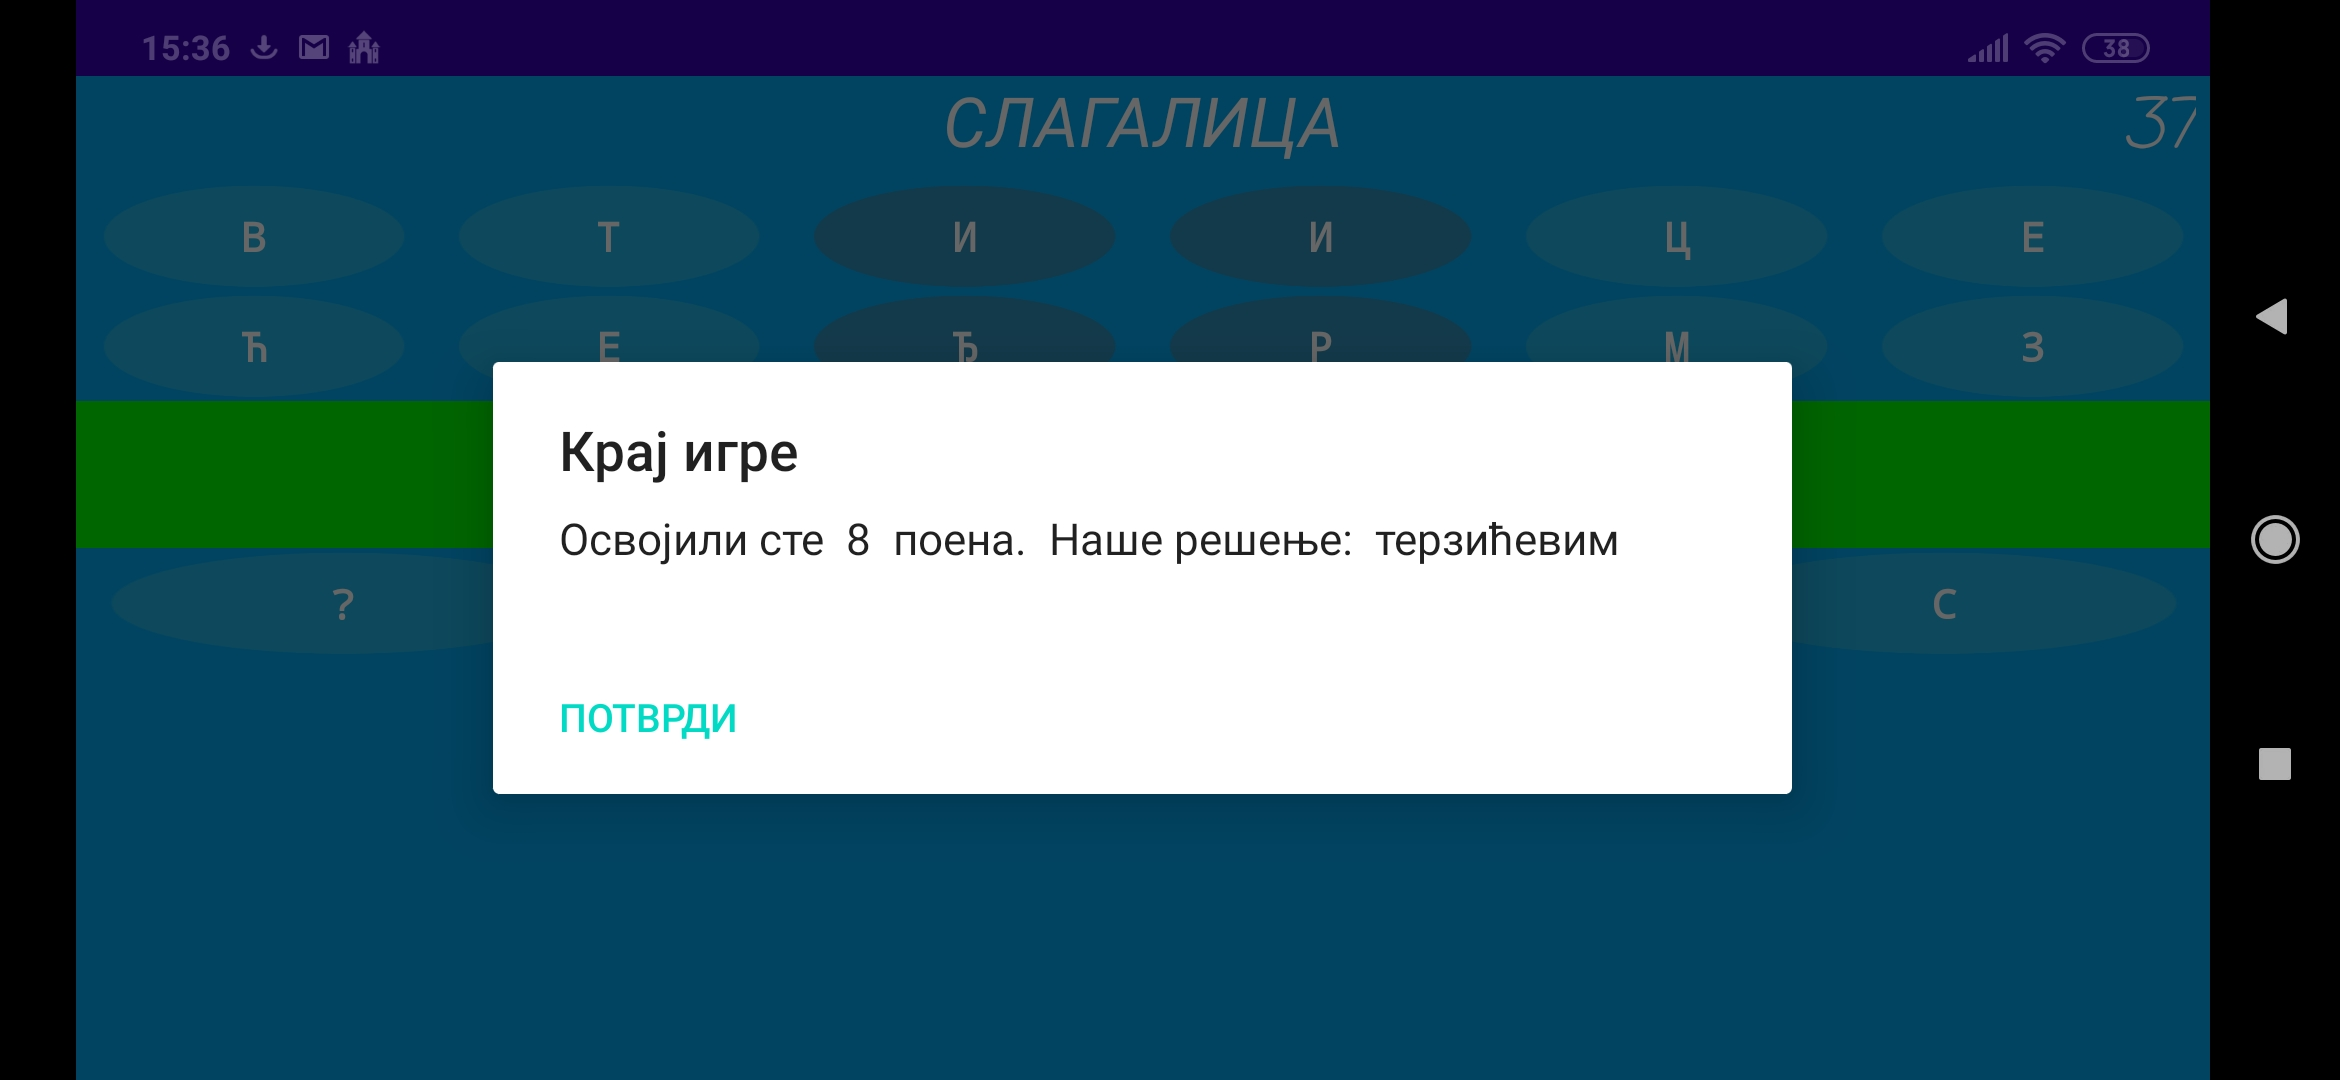 15:36 38
СЛАГАЛИЦА 37
В Т И И Ц Е
Ћ Е Ђ Р М З
Крај игре
Освојили сте 8 поена. Наше решење: терзићевим
? С
ПОТВРДИ